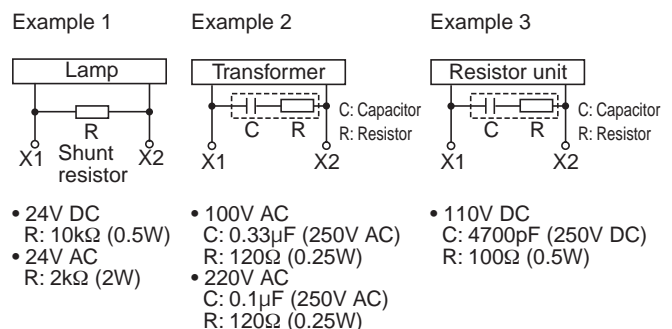 Example 1
Lamp
R
X1
Shunt
resistor
X2
• 24V DC
R: 10kΩ (0.5W)
• 24V AC
R: 2kΩ (2W)
Example 2
Transformer
C
R
C: Capacitor
R: Resistor
X1
X2
• 100V AC
C: 0.33µF (250V AC)
R: 120Ω (0.25W)
• 220V AC
C: 0.1µF (250V AC)
R: 120Ω (0.25W)
Example 3
Resistor unit
C
R
C: Capacitor
R: Resistor
X1
X2
• 110V DC
C: 4700pF (250V DC)
R: 100Ω (0.5W)